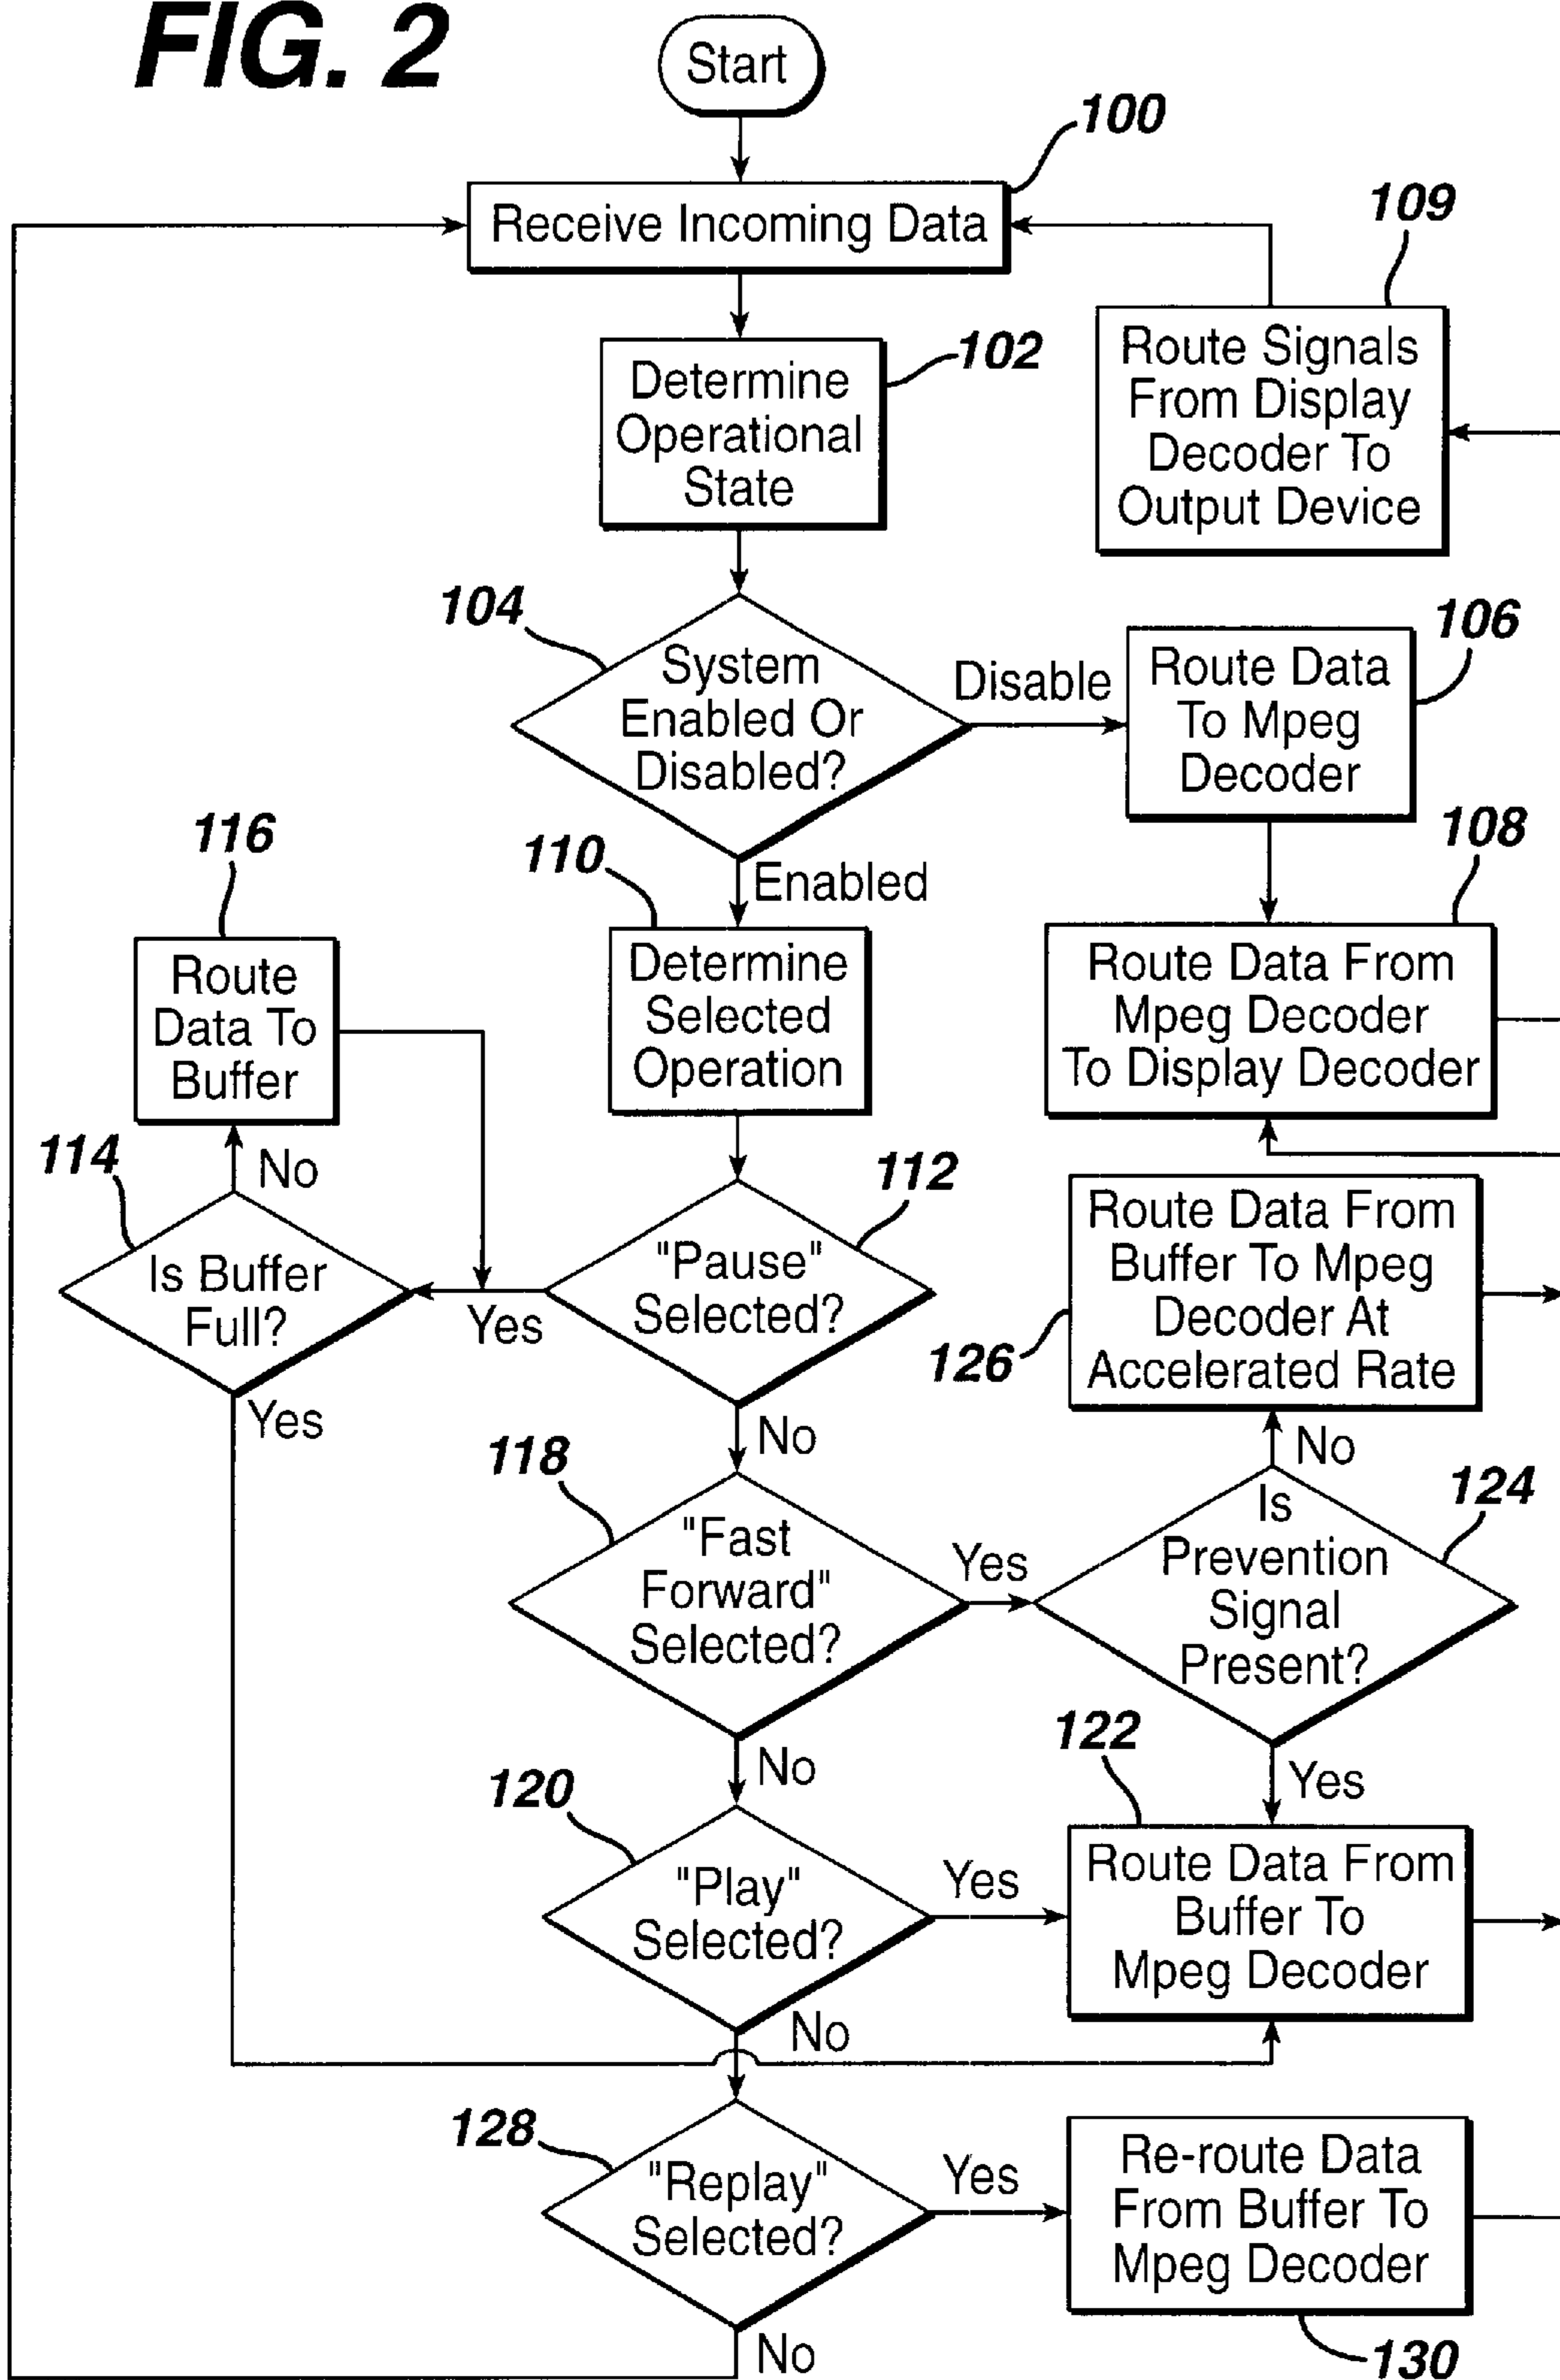 FIG. 2
Start
100
Receive Incoming Data
109
Route Signals
From Display
Decoder To
Output Device
102
Determine
Operational
State
104
System
Enabled Or
Disabled?
Disable
106
Route Data
To Mpeg
Decoder
Enabled
108
Route Data From
Mpeg Decoder
To Display Decoder
110
Determine
Selected
Operation
116
Route
Data To
Buffer
No
114
Is Buffer
Full?
Yes
Yes
112
"Pause"
Selected?
No
126
Route Data From
Buffer To Mpeg
Decoder At
Accelerated Rate
No
118
"Fast
Forward"
Selected?
Yes
124
Is
Prevention
Signal
Present?
Yes
No
120
"Play"
Selected?
Yes
122
Route Data From
Buffer To
Mpeg Decoder
No
128
"Replay"
Selected?
Yes
Re-route Data
From Buffer To
Mpeg Decoder
130
No